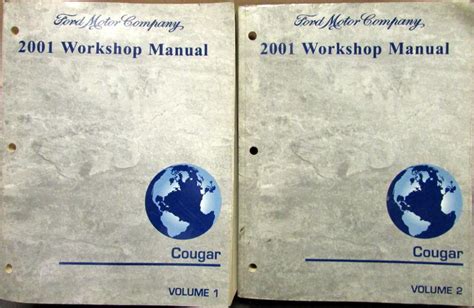 Ford Motor Company
2001 Workshop Manual
Cougar
VOLUME 1
Ford Motor Company
2001 Workshop Manual
Cougar
VOLUME 2